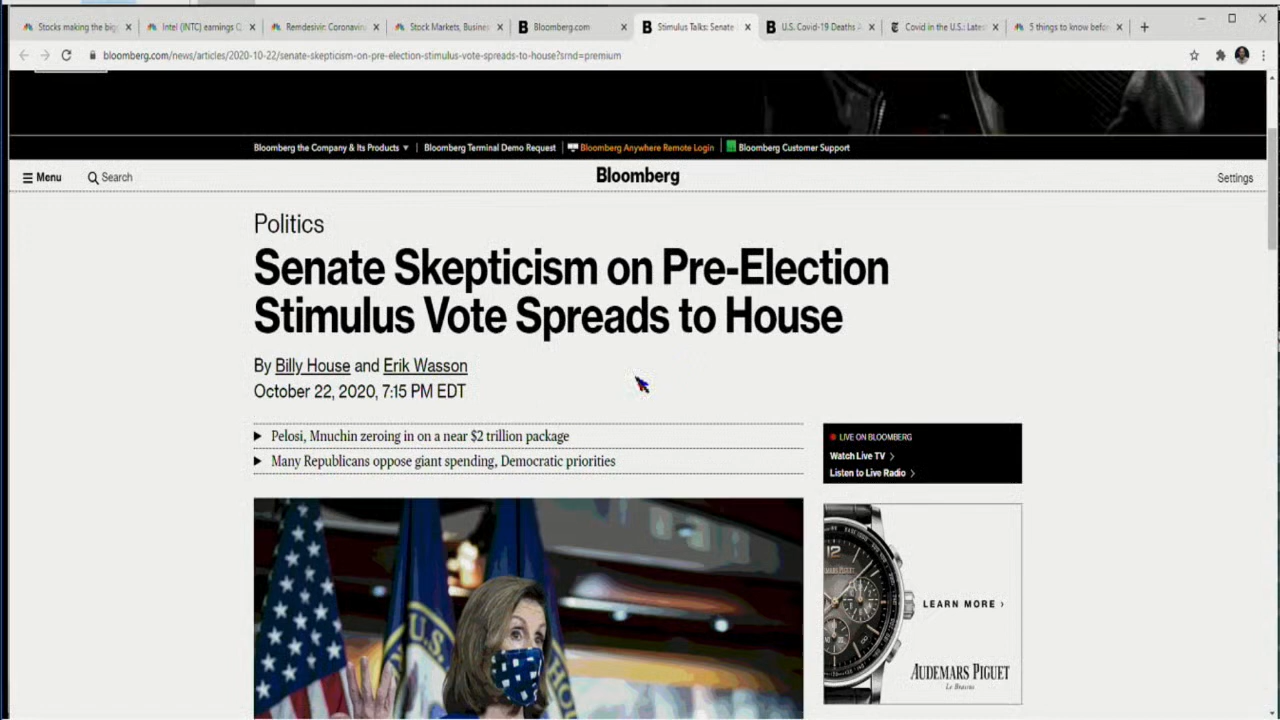 Stocks making the big
Intel (INTC) earnings Q
Remdesivir: Coronavirus
Stock Markets, Busines
Bloomberg.com
Stimulus Talks: Senate
U.S. Covid-19 Deaths A
Covid in the U.S.: Lates
5 things to know befor
bloomberg.com/news/articles/2020-10-22/senate-skepticism-on-pre-election-stimulus-vote-spreads-to-house?srnd=premium
Bloomberg the Company & Its Products
Bloomberg Terminal Demo Request
Bloomberg Anywhere Remote Login
Bloomberg Customer Support
Menu
Search
Bloomberg
Settings
Politics
Senate Skepticism on Pre-Election
Stimulus Vote Spreads to House
By Billy House and Erik Wasson
October 22, 2020, 7:15 PM EDT
Pelosi, Mnuchin zeroing in on a near $2 trillion package
Many Republicans oppose giant spending, Democratic priorities
LIVE ON BLOOMBERG
Watch Live TV
Listen to Live Radio
12
LEARN MORE
AUDEMARS PIGUET
Le Brassus
U.S.